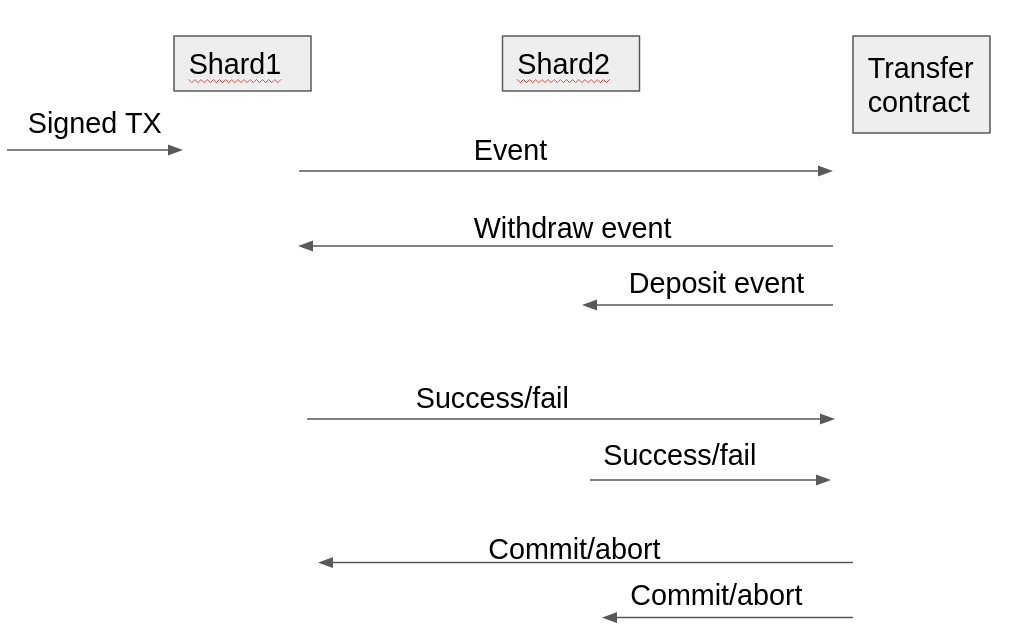 Shard1
Shard2
Transfer
contract
Signed TX
Event
Withdraw event
Deposit event
Success/fail
Success/fail
Commit/abort
Commit/abort